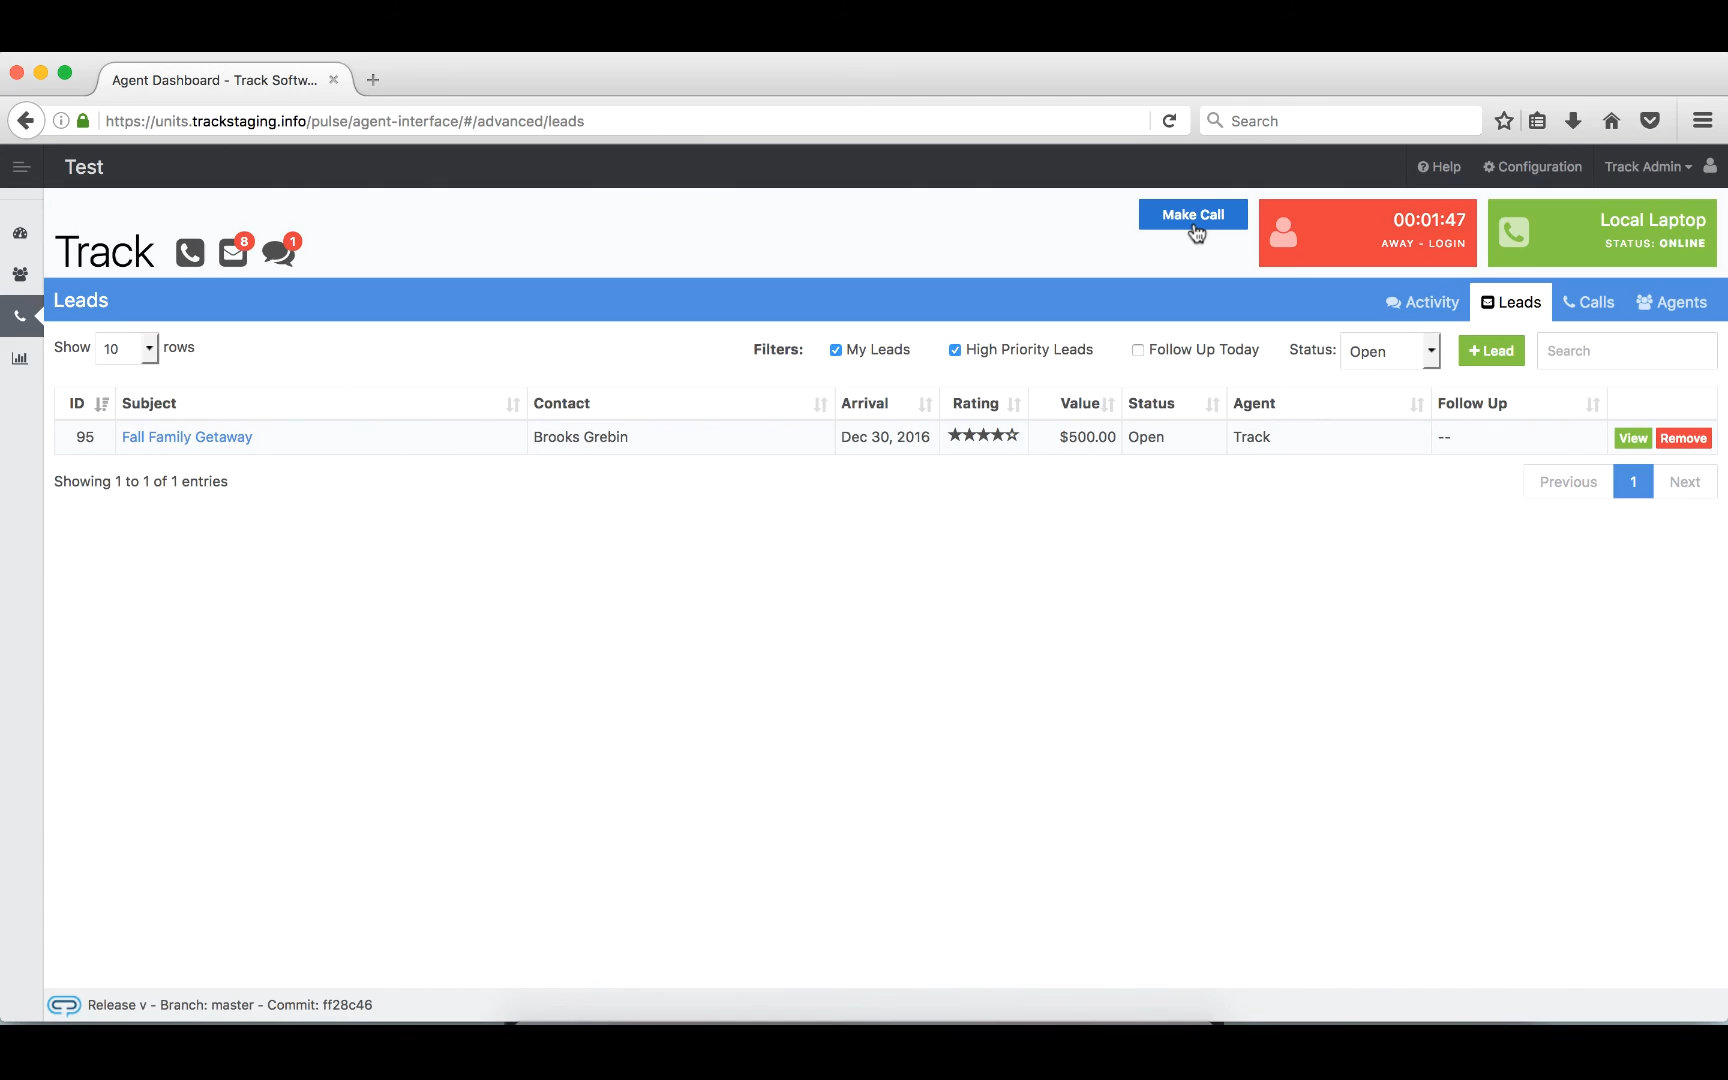 Agent Dashboard - Track Softw...
https://units.trackstaging.info/pulse/agent-interface/#/advanced/leads
Search
Test
Help
Configuration
Track Admin
Track
8
1
Make Call
00:01:47
AWAY - LOGIN
Local Laptop
STATUS: ONLINE
Leads
Activity
Leads
Calls
Agents
Show 10 rows
Filters:
My Leads
High Priority Leads
Follow Up Today
Status: Open
+ Lead
Search
ID Subject Contact Arrival Rating Value Status Agent Follow Up
95 Fall Family Getaway Brooks Grebin Dec 30, 2016 ★★★★☆ $500.00 Open Track -- View Remove
Showing 1 to 1 of 1 entries
Previous 1 Next
Release v - Branch: master - Commit: ff28c46